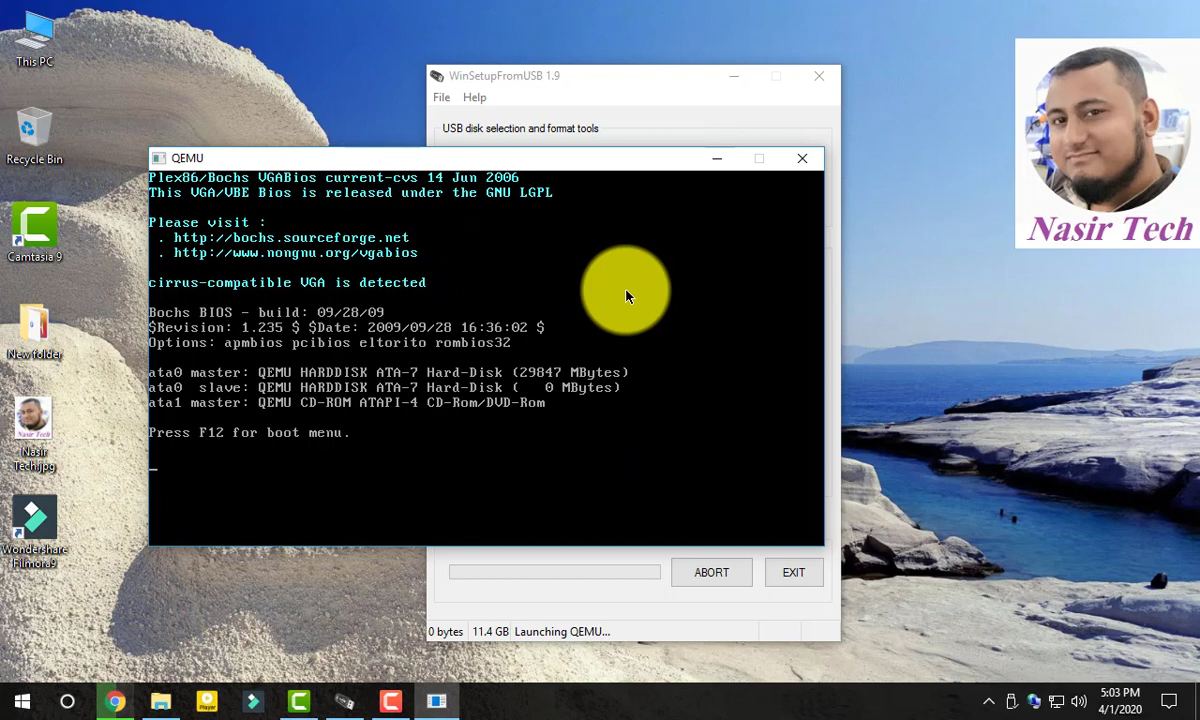 This PC
Recycle Bin
Camtasia 9
New folder
Nasir
Tech.jpg
Wondershare
Filmora9
WinSetupFromUSB 1.9
File Help
USB disk selection and format tools
QEMU
Plex86/Bochs VGABios current-cvs 14 Jun 2006
This VGA/VBE Bios is released under the GNU LGPL
Please visit :
. http://bochs.sourceforge.net
. http://www.nongnu.org/vgabios
cirrus-compatible VGA is detected
Bochs BIOS - build: 09/28/09
$Revision: 1.235 $ $Date: 2009/09/28 16:36:02 $
Options: apmbios pcibios eltorito rombios32
ata0 master: QEMU HARDDISK ATA-7 Hard-Disk (29847 MBytes)
ata0  slave: QEMU HARDDISK ATA-7 Hard-Disk (   0 MBytes)
ata1 master: QEMU CD-ROM ATAPI-4 CD-Rom/DVD-Rom
Press F12 for boot menu.
ABORT EXIT
0 bytes 11.4 GB Launching QEMU...
Nasir Tech
Nasir Tech
Player
5:03 PM
4/1/2020